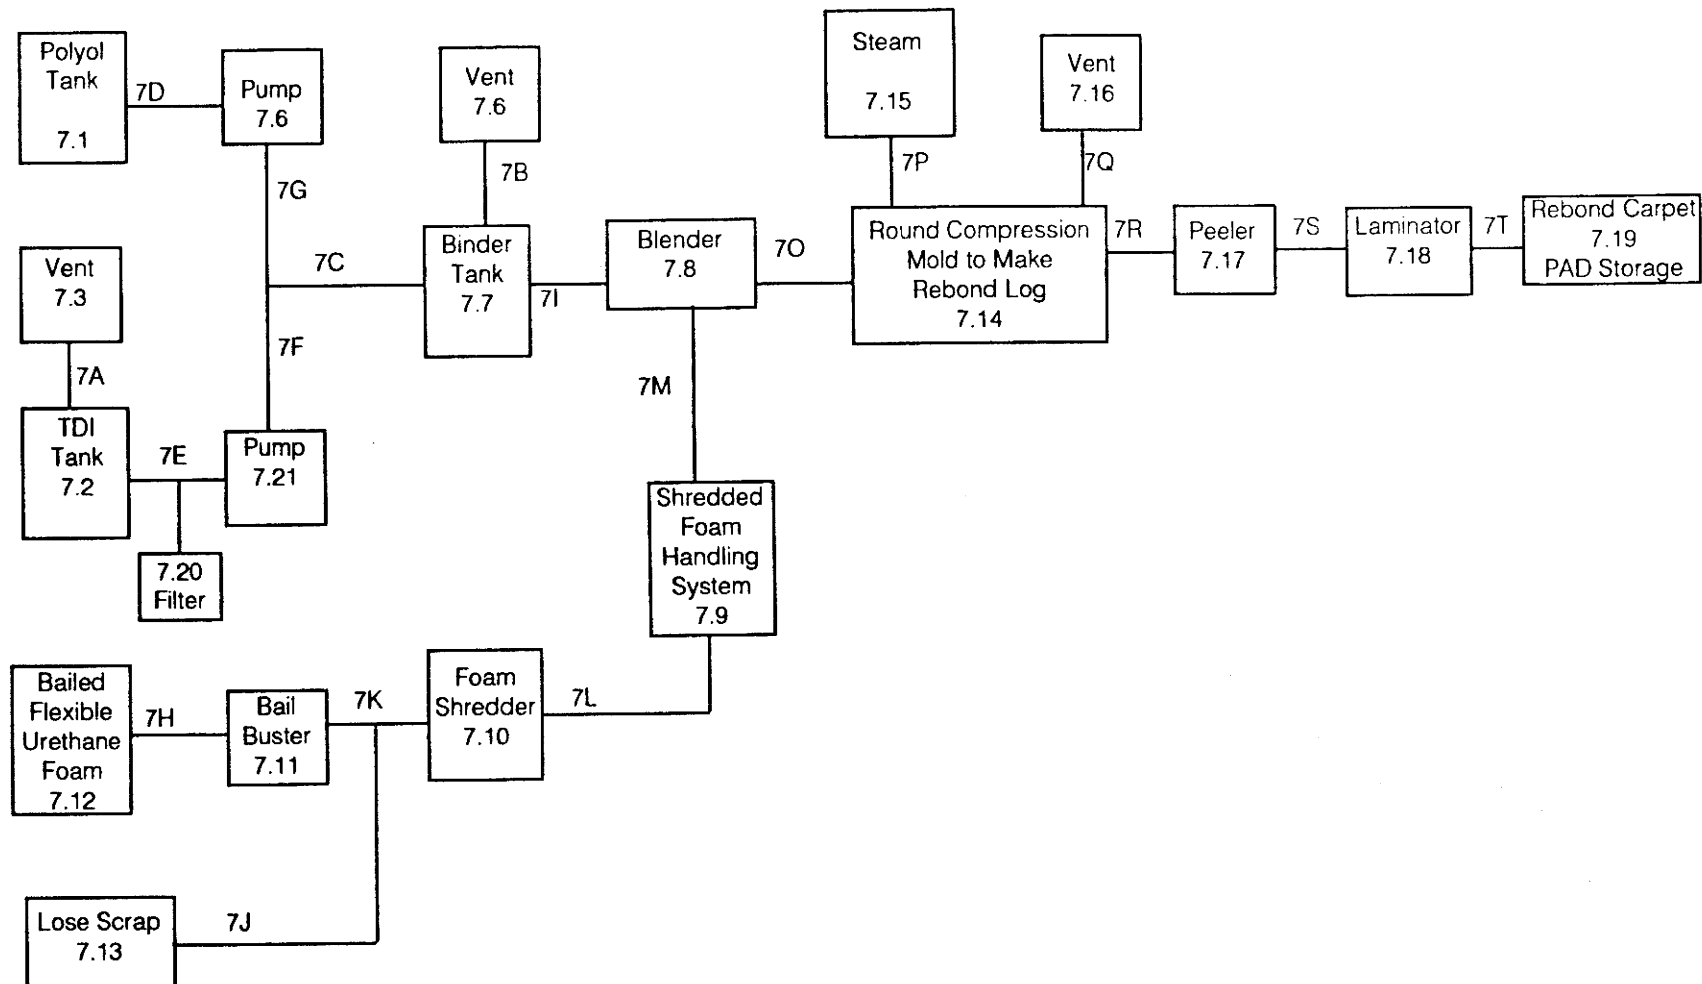 Polyol
Tank
7.1
7D
Pump
7.6
Vent
7.6
7B
Steam
7.15
7P
Vent
7.16
7Q
7G
Vent
7.3
7A
7C
7F
Binder
Tank
7.7
7I
Blender
7.8
7O
Round Compression
Mold to Make
Rebond Log
7.14
7R
Peeler
7.17
7S
Laminator
7.18
7T
Rebond Carpet
7.19
PAD Storage
TDI
Tank
7.2
7E
Pump
7.21
7.20
Filter
7M
Shredded
Foam
Handling
System
7.9
Bailed
Flexible
Urethane
Foam
7.12
7H
Bail
Buster
7.11
7K
Foam
Shredder
7.10
7L
Lose Scrap
7.13
7J